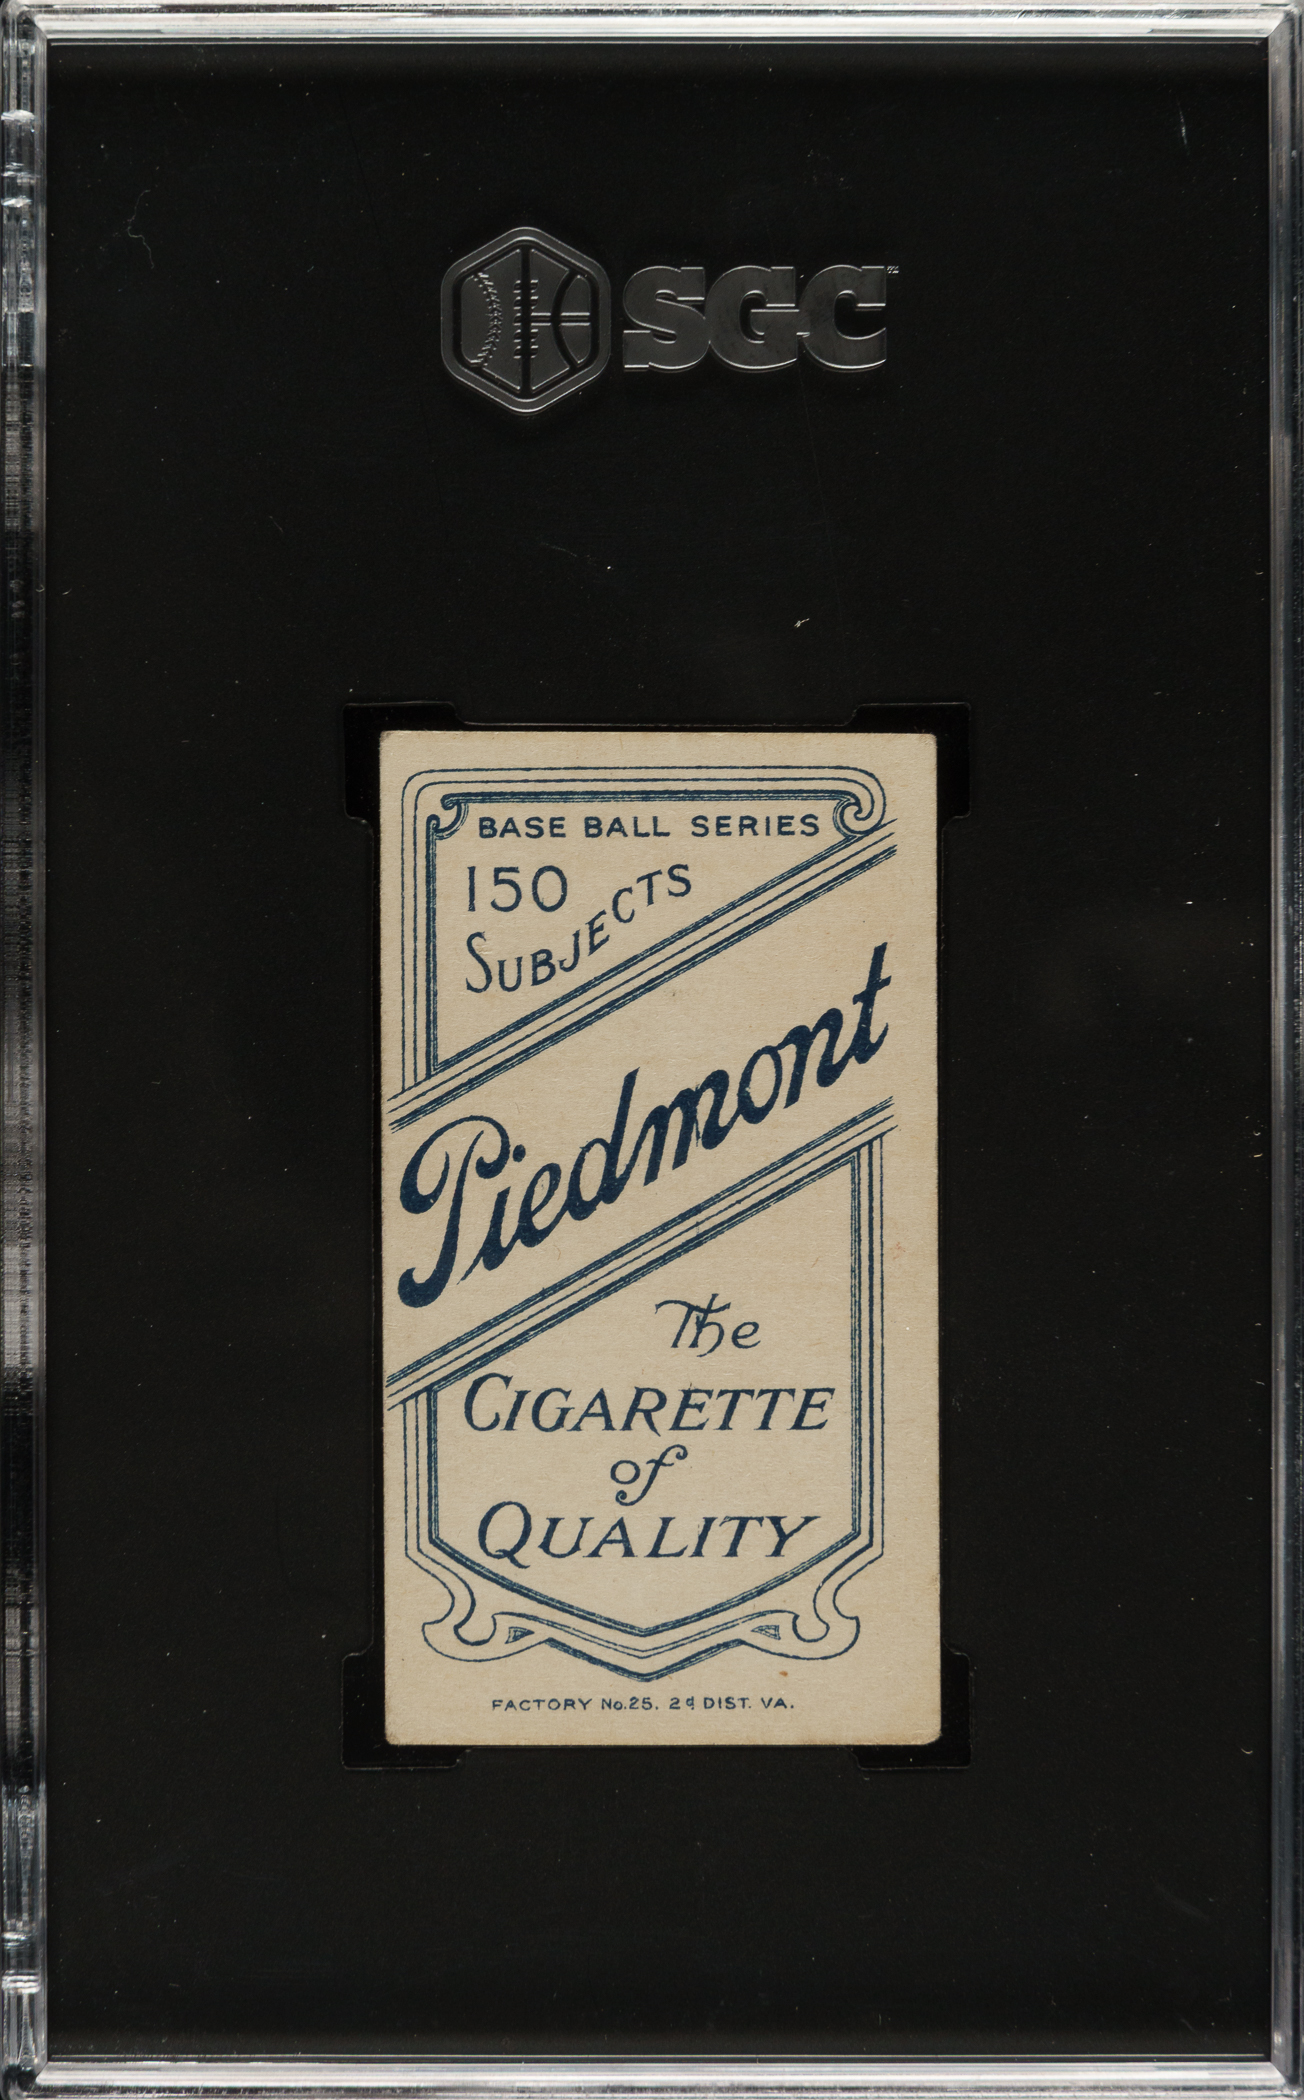 SGC
BASE BALL SERIES
150
SUBJECTS
Piedmont
The
CIGARETTE
of
QUALITY
FACTORY No.25. 2d DIST. VA.